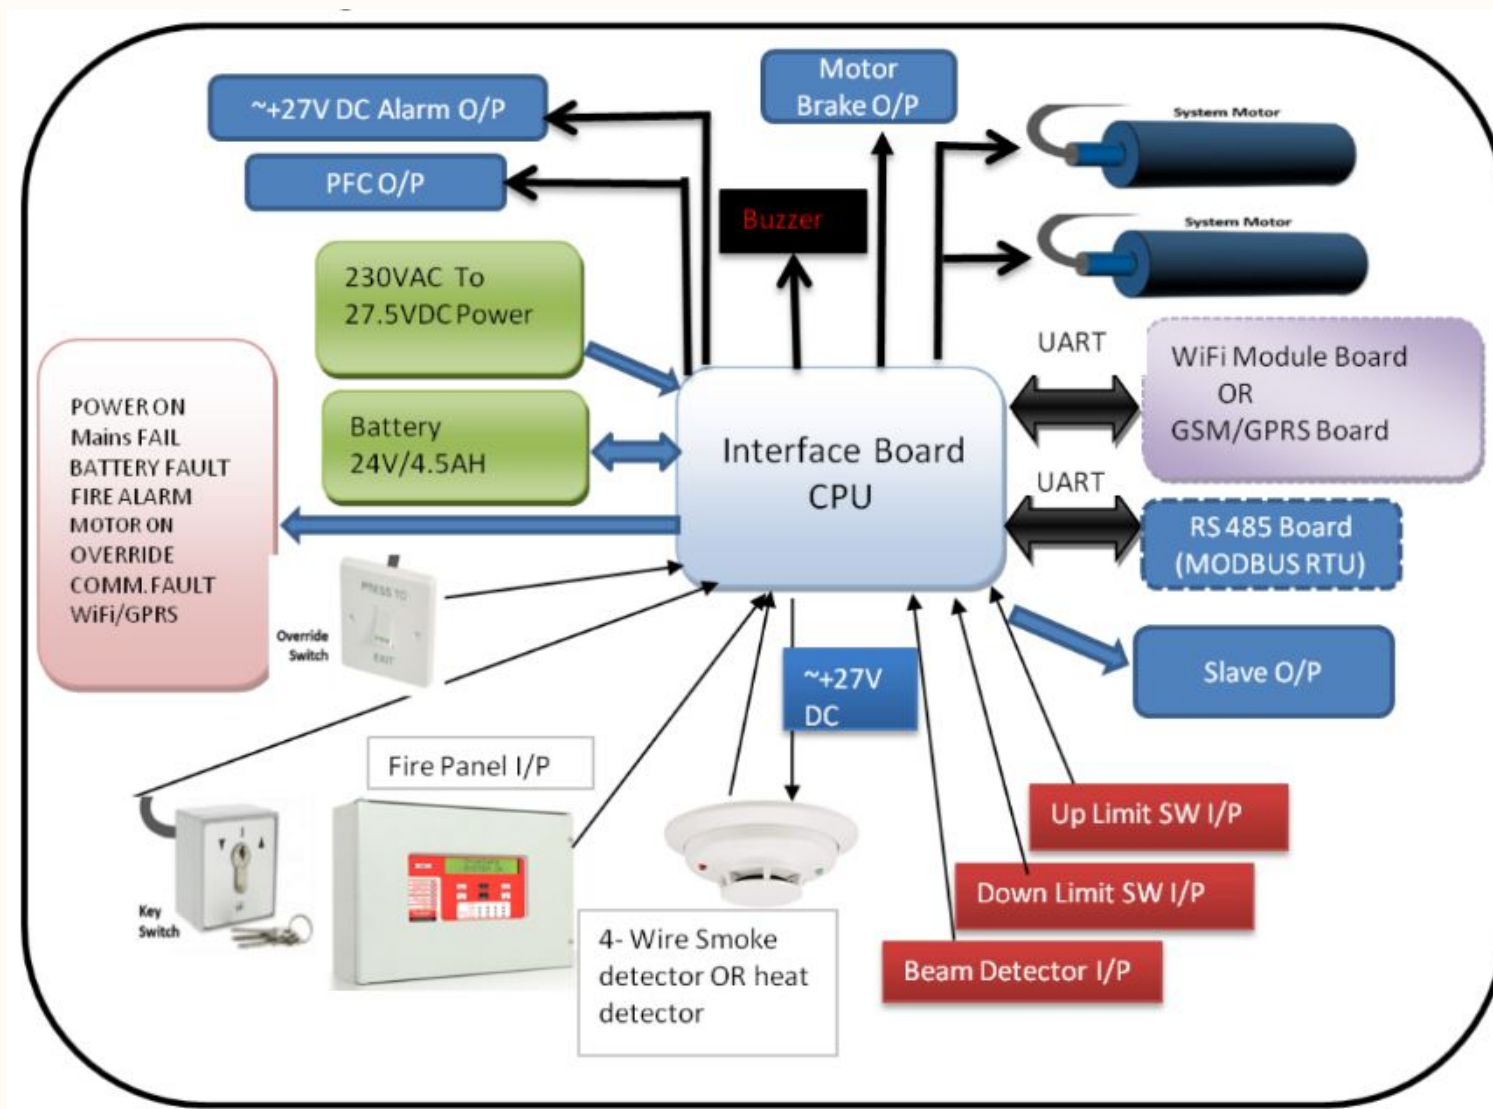 ~+27V DC Alarm O/P
Motor
Brake O/P
System Motor
PFC O/P
Buzzer
System Motor
230VAC To
27.5VDC Power
UART
WiFi Module Board
OR
GSM/GPRS Board
POWER ON
Mains FAIL
BATTERY FAULT
FIRE ALARM
MOTOR ON
OVERRIDE
COMM.FAULT
WiFi/GPRS
Battery
24V/4.5AH
Interface Board
CPU
UART
RS 485 Board
(MODBUS RTU)
PRESS TO
EXIT
Override
Switch
~+27V
DC
Slave O/P
Fire Panel I/P
Up Limit SW I/P
Key
Switch
Down Limit SW I/P
4- Wire Smoke
detector OR heat
detector
Beam Detector I/P